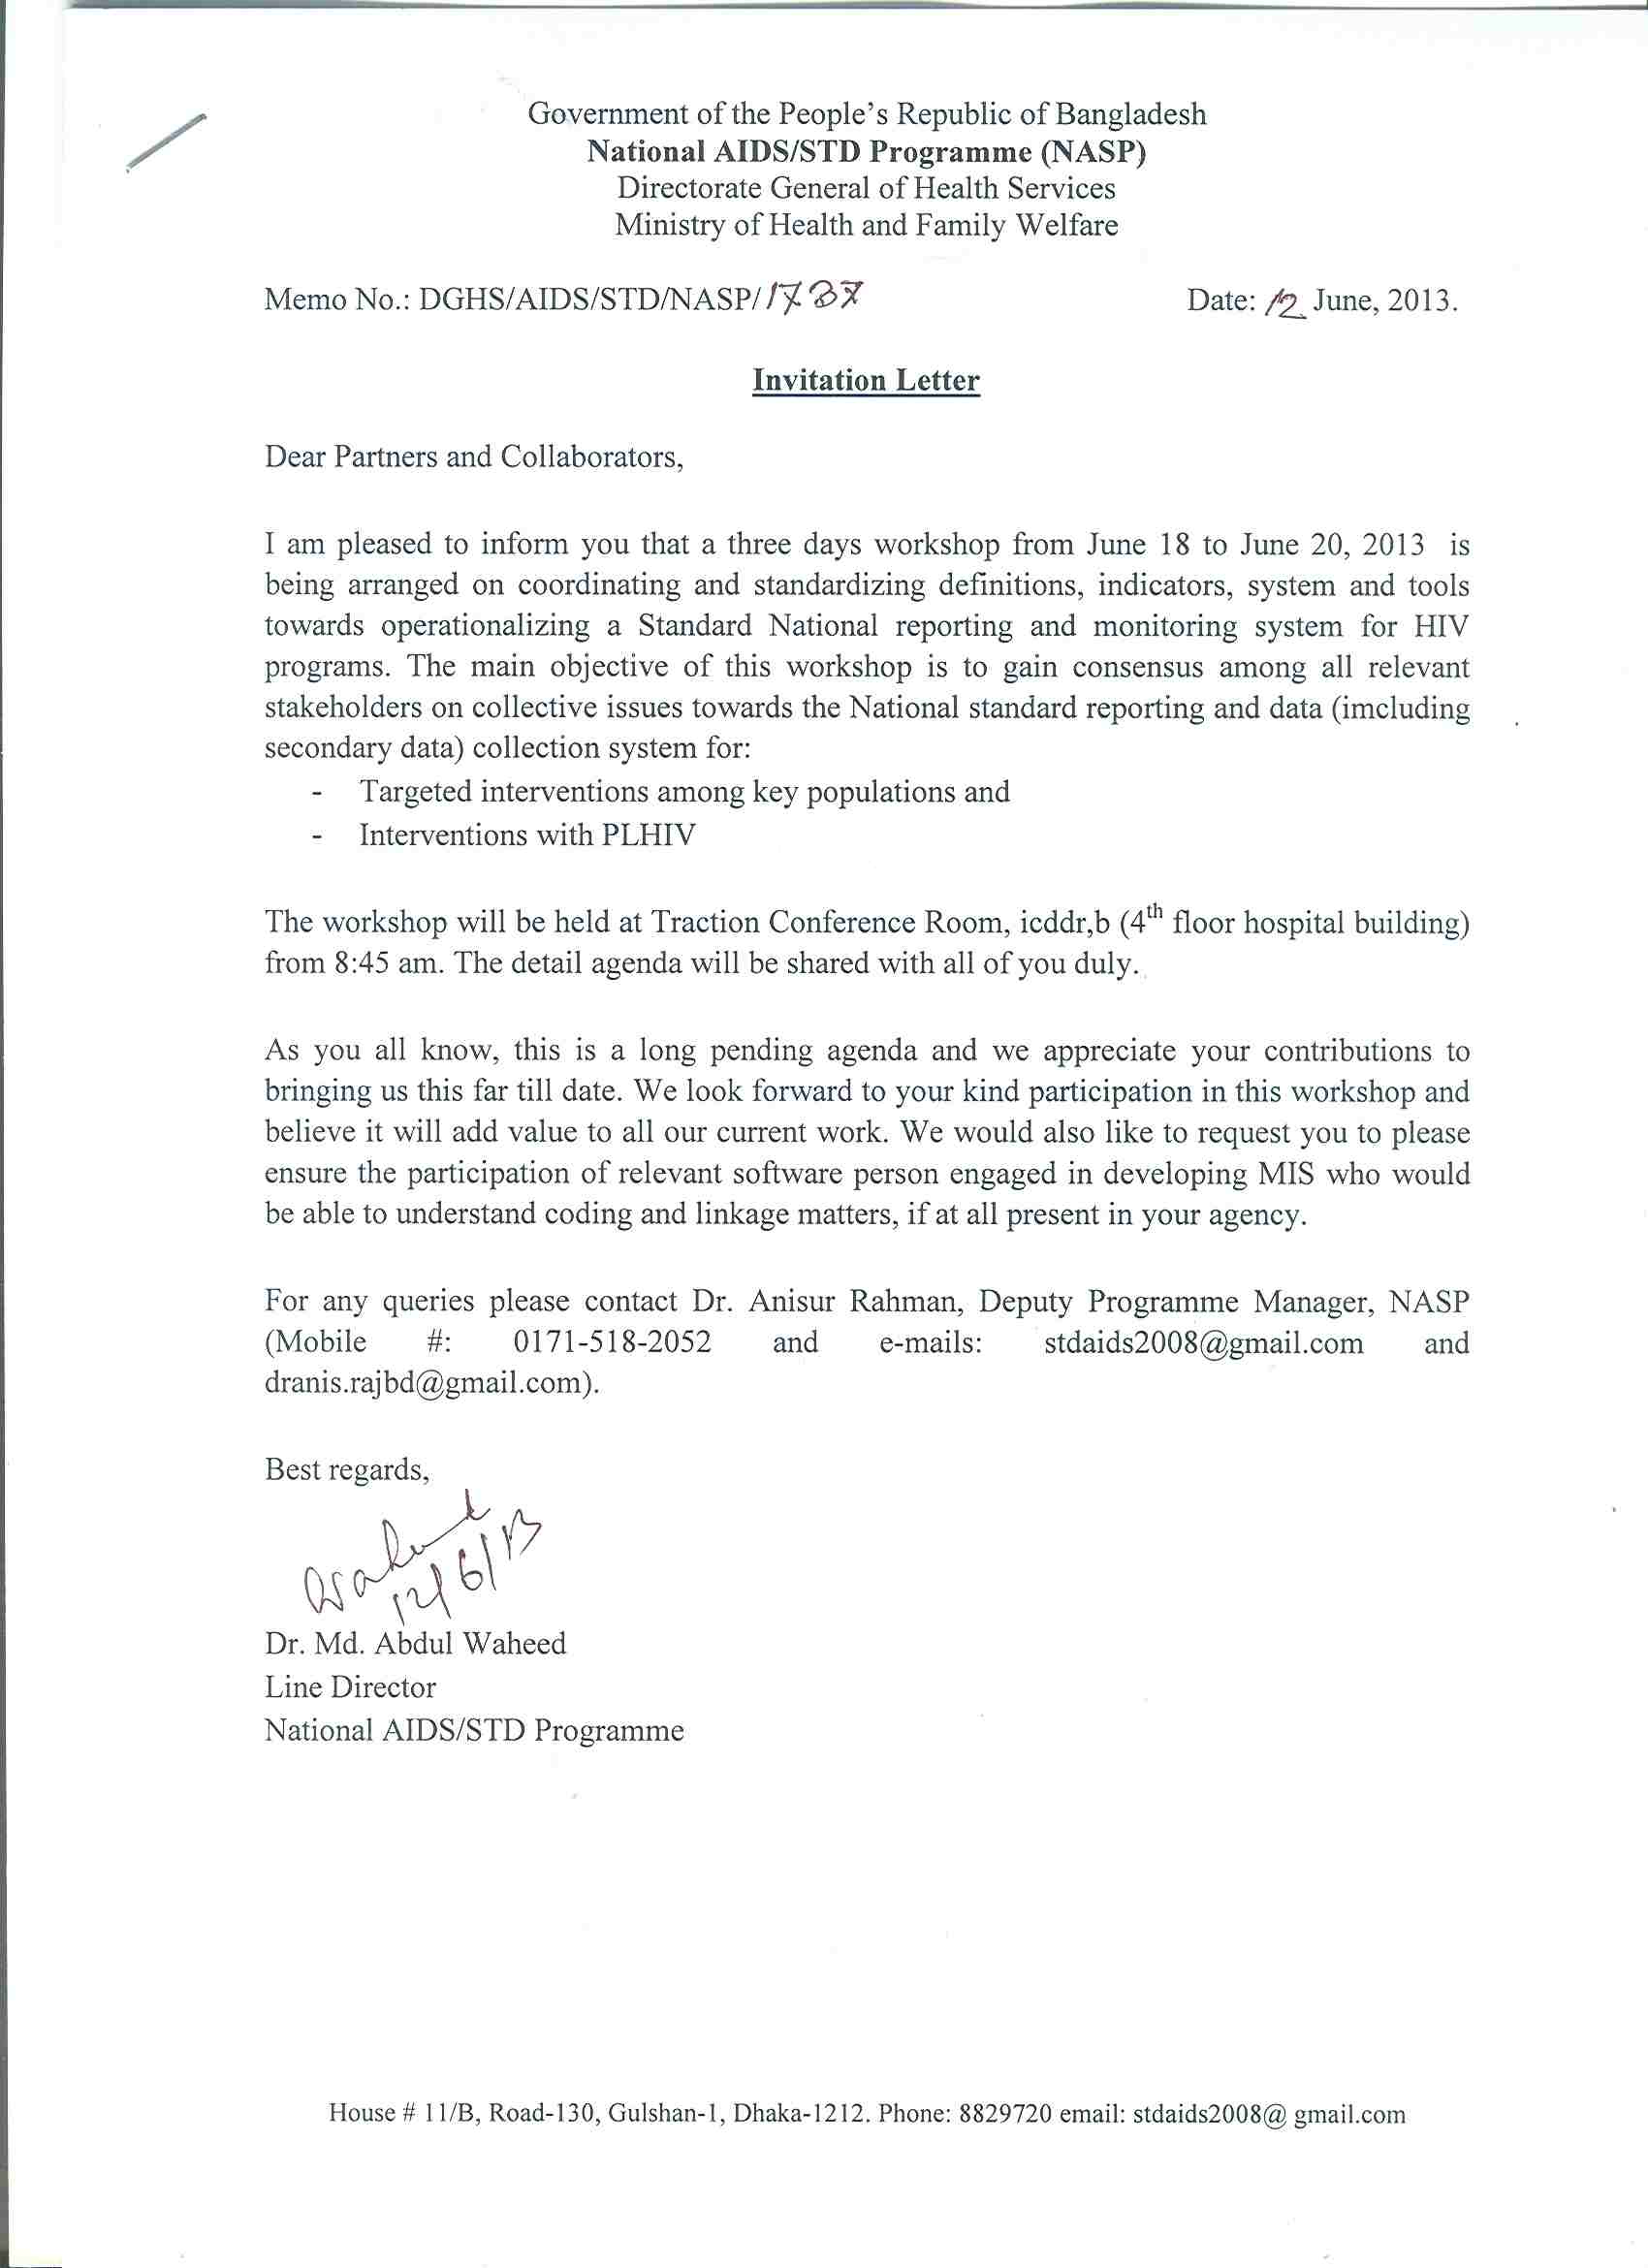 Government of the People's Republic of Bangladesh
National AIDS/STD Programme (NASP)
Directorate General of Health Services
Ministry of Health and Family Welfare
Memo No.: DGHS/AIDS/STD/NASP/1737 Date: 12 June, 2013.
Invitation Letter
Dear Partners and Collaborators,
I am pleased to inform you that a three days workshop from June 18 to June 20, 2013 is
being arranged on coordinating and standardizing definitions, indicators, system and tools
towards operationalizing a Standard National reporting and monitoring system for HIV
programs. The main objective of this workshop is to gain consensus among all relevant
stakeholders on collective issues towards the National standard reporting and data (imcluding
secondary data) collection system for:
- Targeted interventions among key populations and
- Interventions with PLHIV
The workshop will be held at Traction Conference Room, icddr,b (4th floor hospital building)
from 8:45 am. The detail agenda will be shared with all of you duly.
As you all know, this is a long pending agenda and we appreciate your contributions to
bringing us this far till date. We look forward to your kind participation in this workshop and
believe it will add value to all our current work. We would also like to request you to please
ensure the participation of relevant software person engaged in developing MIS who would
be able to understand coding and linkage matters, if at all present in your agency.
For any queries please contact Dr. Anisur Rahman, Deputy Programme Manager, NASP
(Mobile #: 0171-518-2052 and e-mails: stdaids2008@gmail.com and
dranis.rajbd@gmail.com).
Best regards,
12/6/13
Dr. Md. Abdul Waheed
Line Director
National AIDS/STD Programme
House # 11/B, Road-130, Gulshan-1, Dhaka-1212. Phone: 8829720 email: stdaids2008@ gmail.com